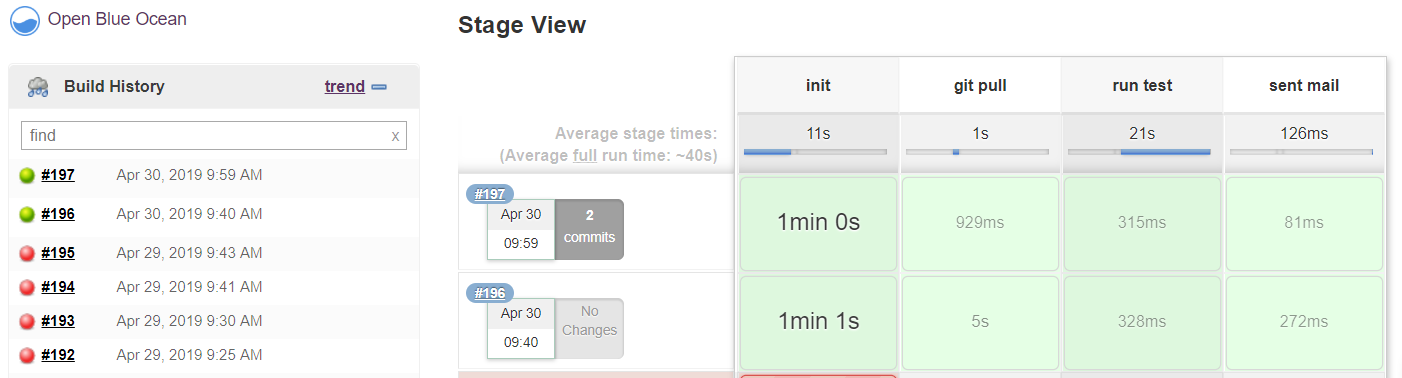 Open Blue Ocean
Build History trend
find x
#197 Apr 30, 2019 9:59 AM
#196 Apr 30, 2019 9:40 AM
#195 Apr 29, 2019 9:43 AM
#194 Apr 29, 2019 9:41 AM
#193 Apr 29, 2019 9:30 AM
#192 Apr 29, 2019 9:25 AM
Stage View
init git pull run test sent mail
Average stage times:
(Average full run time: ~40s)
11s 1s 21s 126ms
#197
Apr 30
09:59
2
commits
1min 0s 929ms 315ms 81ms
#196
Apr 30
09:40
No
Changes
1min 1s 5s 328ms 272ms